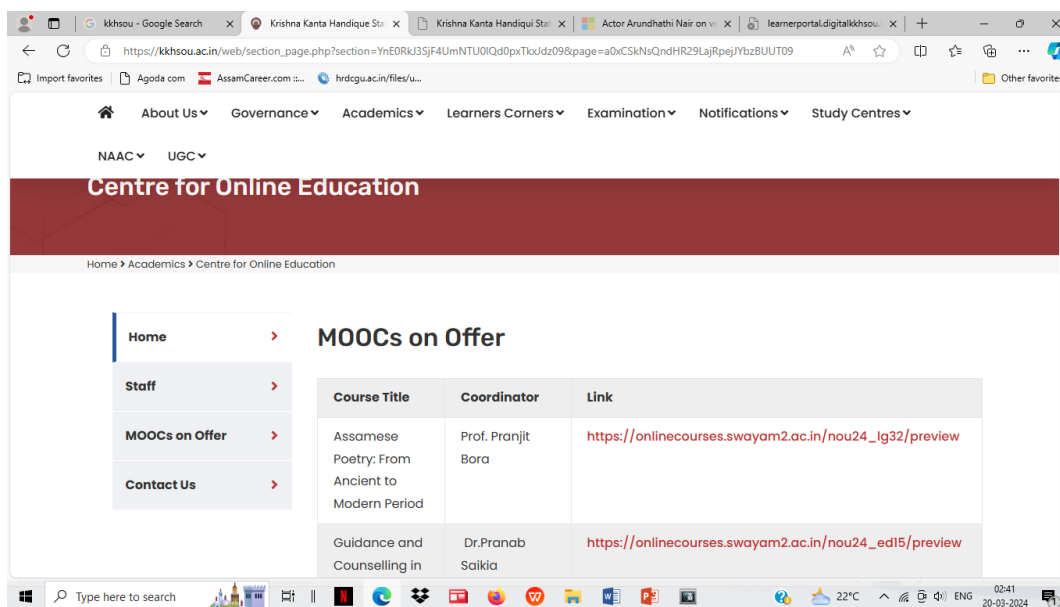 kkhsou - Google Search
Krishna Kanta Handique Sta
Krishna Kanta Handiqui Stat
Actor Arundhathi Nair on ve
learnerportal.digitalkkhsou.
https://kkhsou.ac.in/web/section_page.php?section=YnE0RkJ3SjF4UmNTU0lQd0pxTkxJdz09&page=a0xCSkNsQndHR29LajRpejJYbzBUUT09
Import favorites
Agoda com
AssamCareer.com ::...
hrdcgu.ac.in/files/u...
Other favorite
About Us
Governance
Academics
Learners Corners
Examination
Notifications
Study Centres
NAAC
UGC
Centre for Online Education
Home > Academics > Centre for Online Education
Home
Staff
MOOCs on Offer
Contact Us
MOOCs on Offer
Course Title Coordinator Link
Assamese Prof. Pranjit https://onlinecourses.swayam2.ac.in/nou24_lg32/preview
Poetry: From Bora
Ancient to
Modern Period
Guidance and Dr.Pranab https://onlinecourses.swayam2.ac.in/nou24_ed15/preview
Counselling in Saikia
Type here to search
22°C
ENG
02:41
20-03-2024